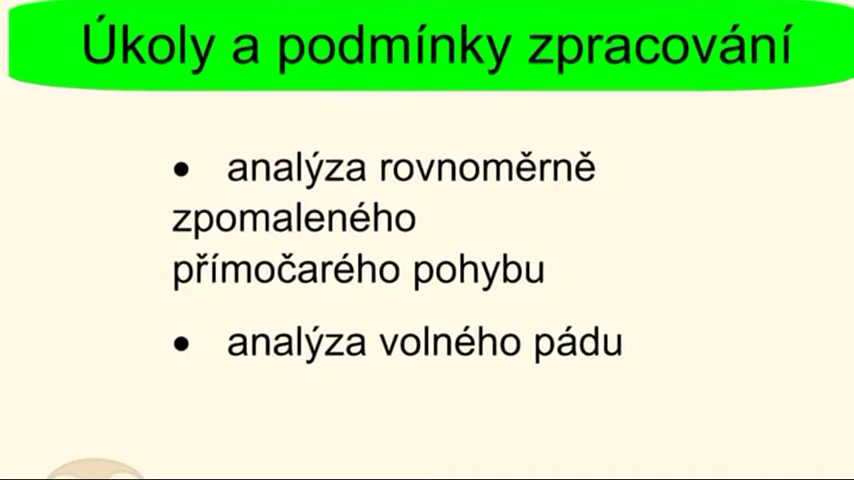 Úkoly a podmínky zpracování
• analýza rovnoměrně
zpomaleného
přímočarého pohybu
• analýza volného pádu